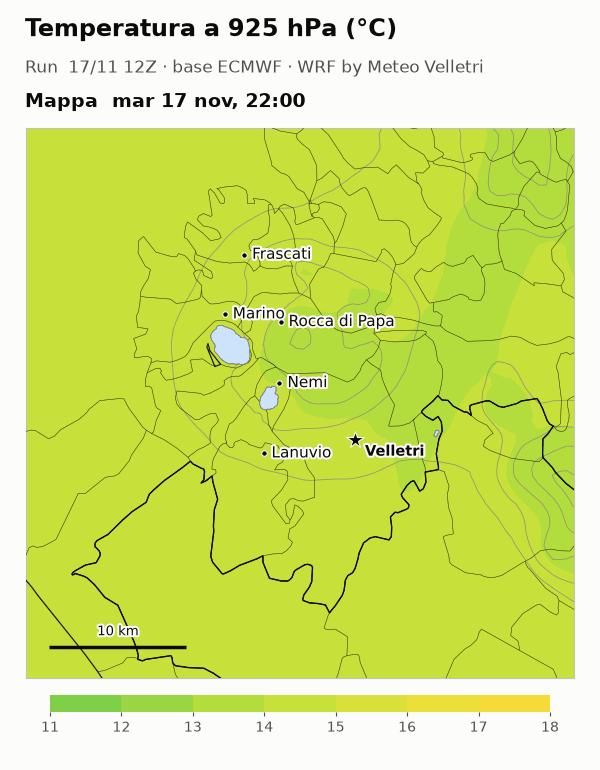 Temperatura a 925 hPa (°C)
Run  17/11 12Z · base ECMWF · WRF by Meteo Velletri
Mappa  mar 17 nov, 22:00
Frascati
Marino
Rocca di Papa
Nemi
Velletri
Lanuvio
10 km
11 12 13 14 15 16 17 18